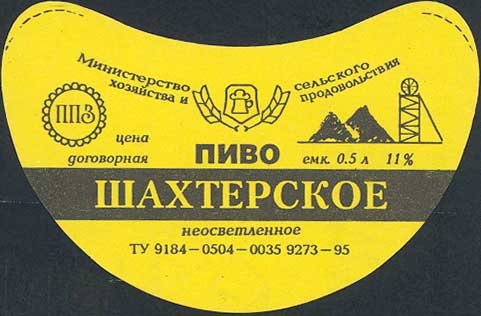 Министерство сельского
хозяйства и продовольствия
ППЗ
цена
договорная
ПИВО
емк. 0.5 л 11%
ШАХТЕРСКОЕ
неосветленное
ТУ 9184-0504-0035 9273-95